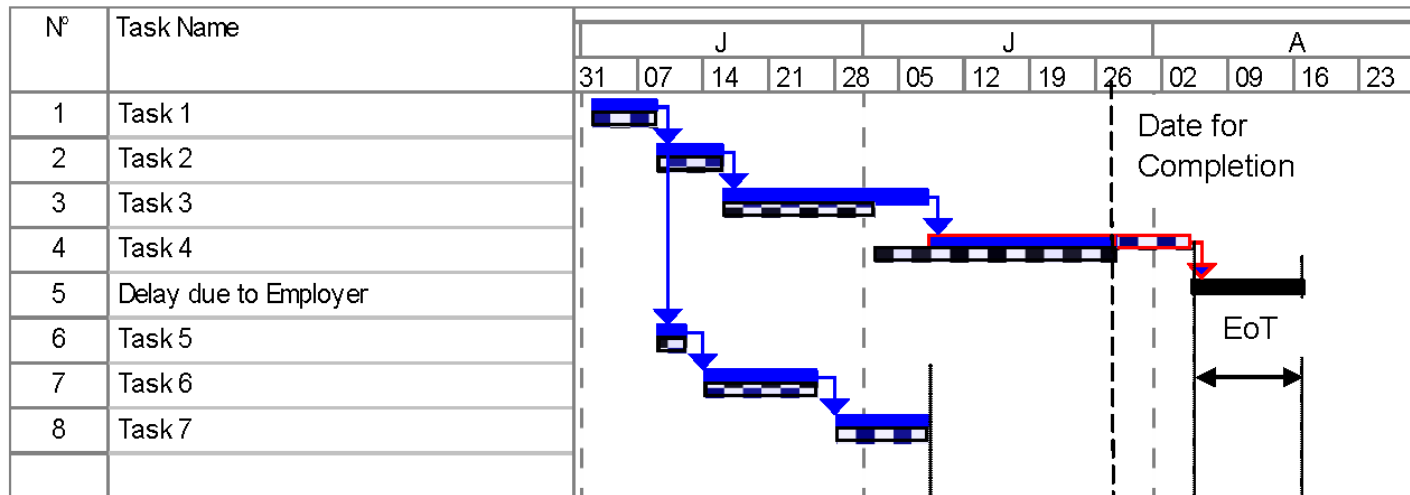 Nº Task Name
J J A
31 07 14 21 28 05 12 19 26 02 09 16 23
1 Task 1
Date for
2 Task 2
Completion
3 Task 3
4 Task 4
5 Delay due to Employer
EoT
6 Task 5
7 Task 6
8 Task 7